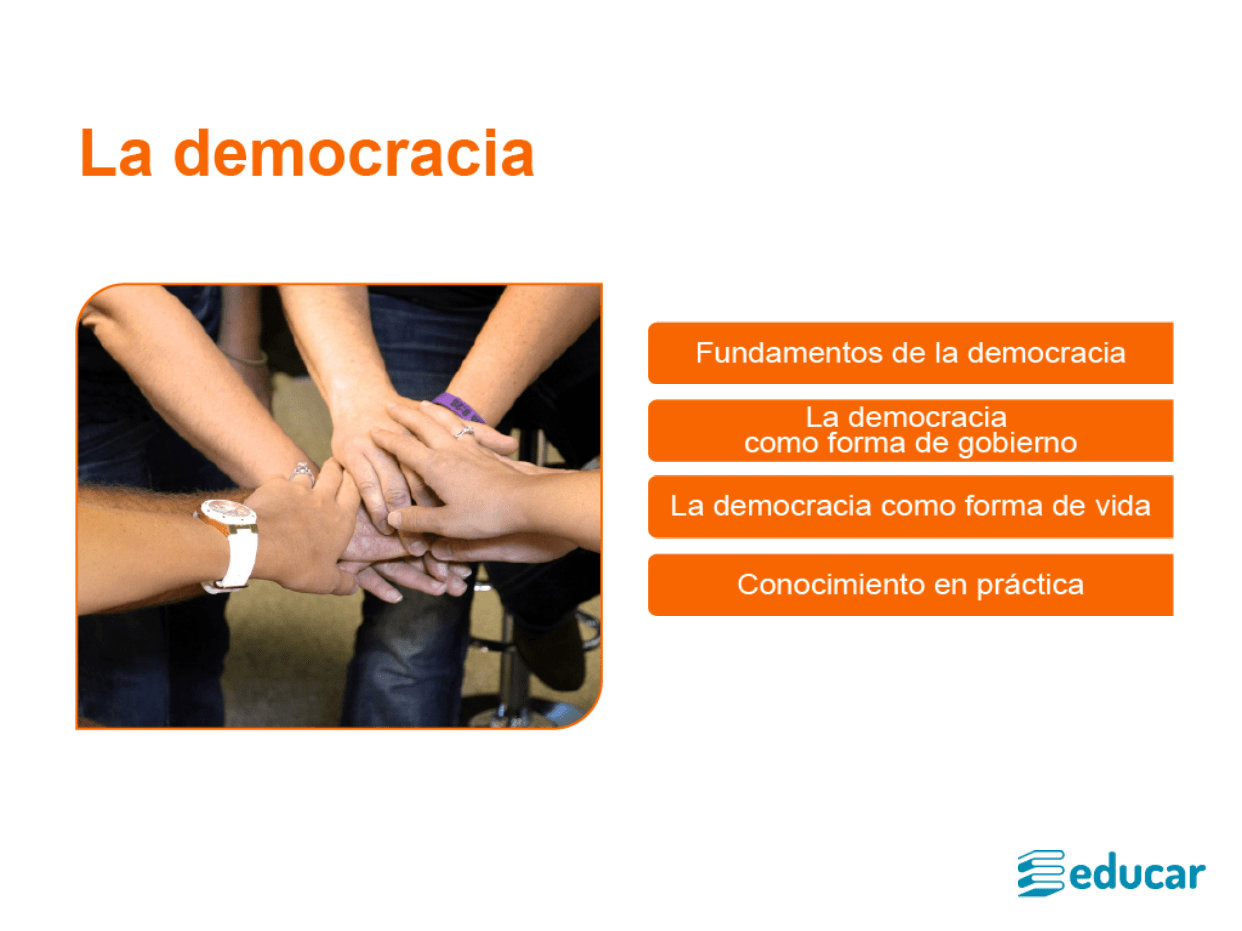 La democracia
Fundamentos de la democracia
La democracia
como forma de gobierno
La democracia como forma de vida
Conocimiento en práctica
educar